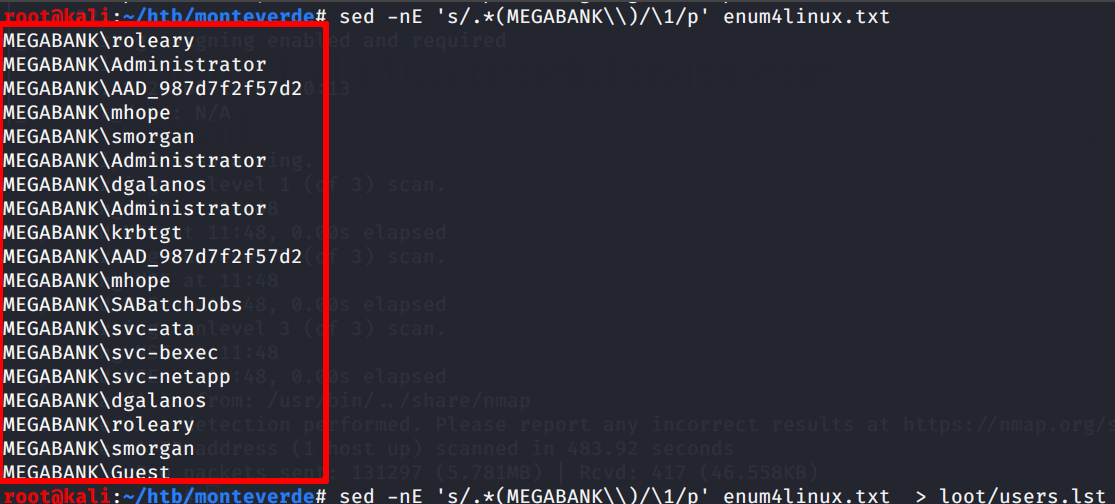 root@kali:~/htb/monteverde# sed -nE 's/.*(MEGABANK\\)/\1/p' enum4linux.txt
MEGABANK\roleary
MEGABANK\Administrator
MEGABANK\AAD_987d7f2f57d2
MEGABANK\mhope
MEGABANK\smorgan
MEGABANK\Administrator
MEGABANK\dgalanos
MEGABANK\Administrator
MEGABANK\krbtgt
MEGABANK\AAD_987d7f2f57d2
MEGABANK\mhope
MEGABANK\SABatchJobs
MEGABANK\svc-ata
MEGABANK\svc-bexec
MEGABANK\svc-netapp
MEGABANK\dgalanos
MEGABANK\roleary
MEGABANK\smorgan
MEGABANK\Guest
root@kali:~/htb/monteverde# sed -nE 's/.*(MEGABANK\\)/\1/p' enum4linux.txt  > loot/users.lst